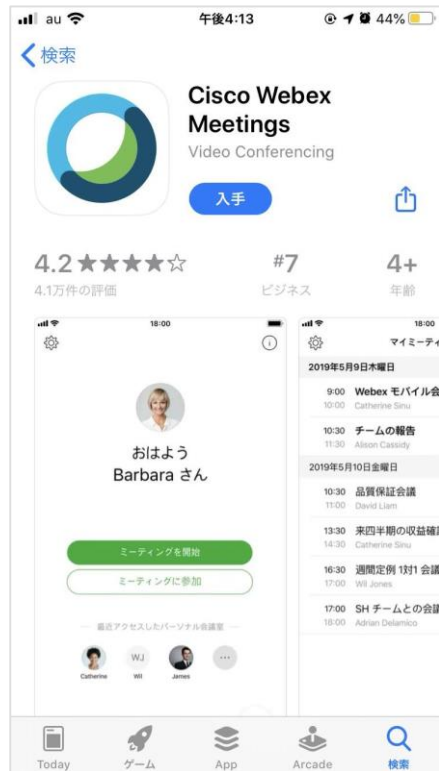 au 午後4:13 44%
検索
Cisco Webex
Meetings
Video Conferencing
入手
4.2 #7 4+
4.1万件の評価 ビジネス 年齢
18:00
おはよう
Barbara さん
ミーティングを開始
ミーティングに参加
最近アクセスしたパーソナル会議室
WJ
Catherine Wil James
18:00
マイミーティ
2019年5月9日木曜日
9:00 Webex モバイル会
10:00 Catherine Sinu
10:30 チームの報告
11:30 Alison Cassidy
2019年5月10日金曜日
10:30 品質保証会議
11:00 David Liam
13:30 来四半期の収益確認
14:30 Catherine Sinu
16:30 週間定例 1対1 会議
17:00 Wil Jones
17:00 SH チームとの会議
18:00 Adrian Delamico
Today ゲーム App Arcade 検索